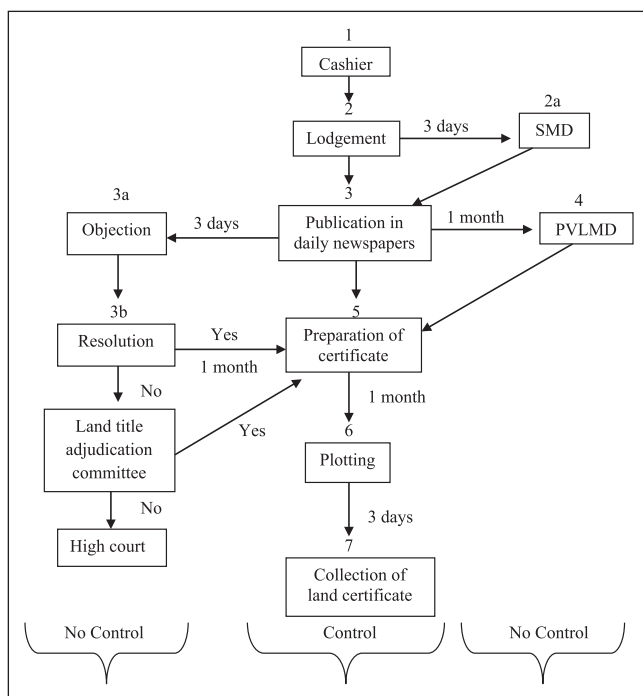 1
Cashier
2
2a
Lodgement
3 days
SMD
3
3a
Publication in
daily newspapers
1 month
4
Objection
3 days
PVLMD
3b
5
Resolution
Yes
1 month
Preparation of
certificate
No
1 month
Land title
adjudication
committee
Yes
6
Plotting
No
3 days
High court
7
Collection of
land certificate
No Control
Control
No Control